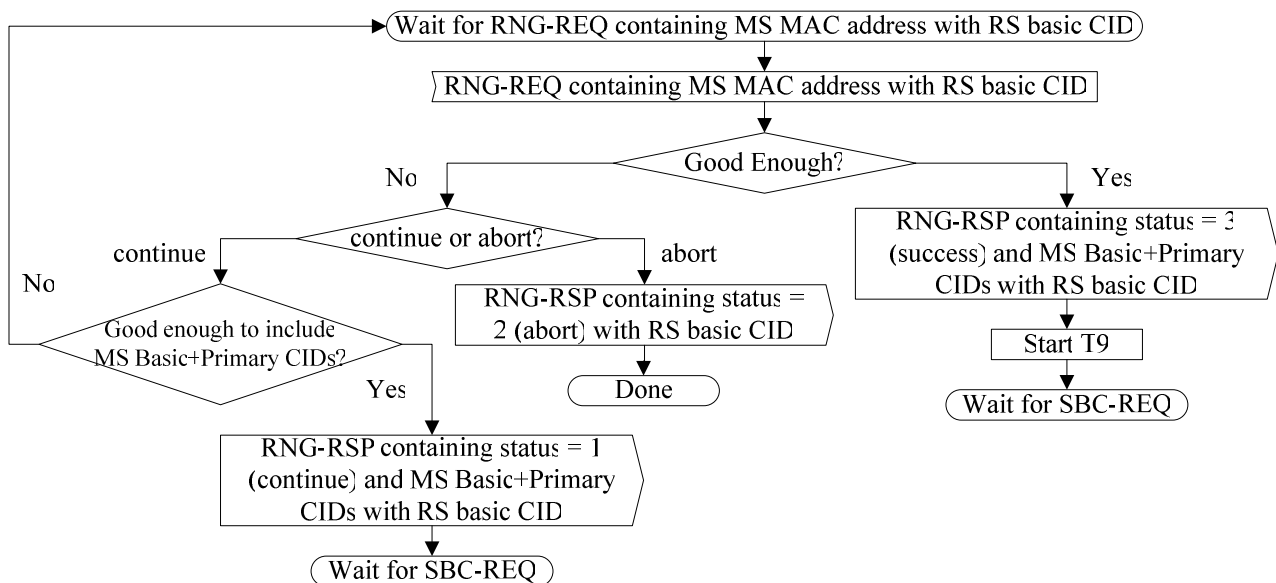 Wait for RNG-REQ containing MS MAC address with RS basic CID
RNG-REQ containing MS MAC address with RS basic CID
Good Enough?
No
Yes
continue or abort?
continue
abort
RNG-RSP containing status = 3
(success) and MS Basic+Primary
CIDs with RS basic CID
No
Good enough to include
MS Basic+Primary CIDs?
RNG-RSP containing status =
2 (abort) with RS basic CID
Start T9
Yes
Done
Wait for SBC-REQ
RNG-RSP containing status = 1
(continue) and MS Basic+Primary
CIDs with RS basic CID
Wait for SBC-REQ